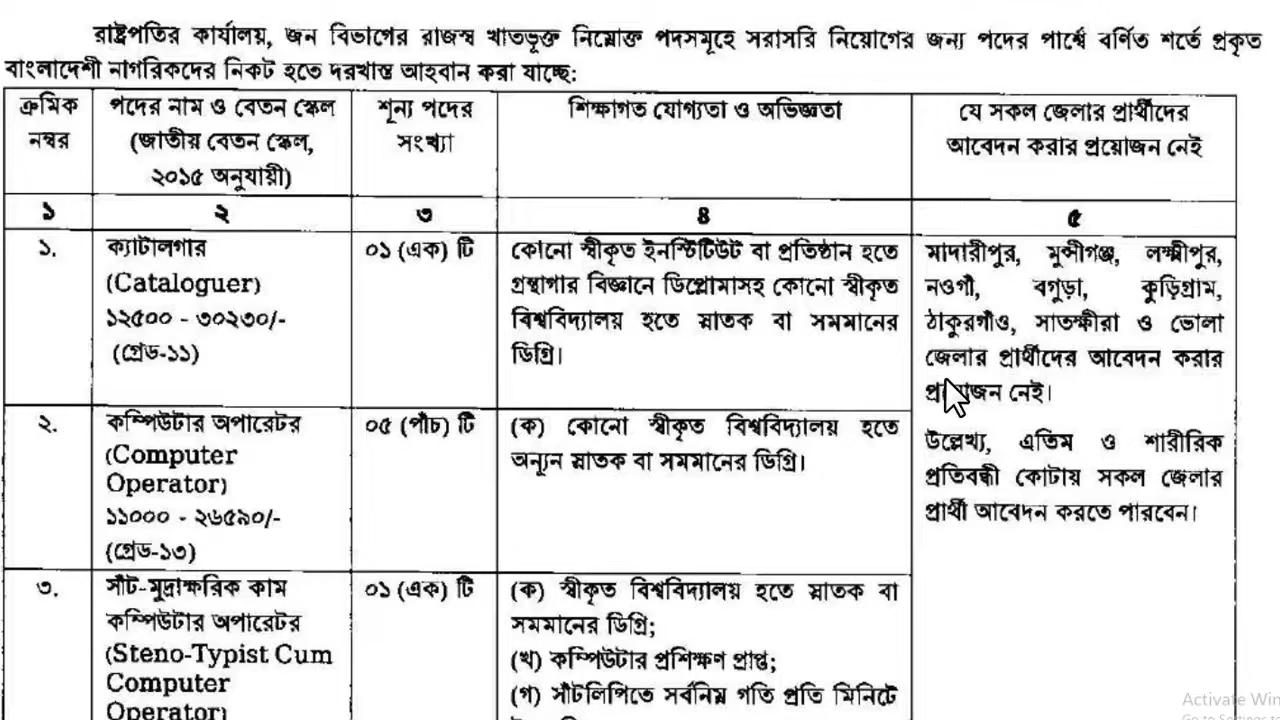 রাষ্ট্রপতির কার্যালয়, জন বিভাগের রাজস্ব খাতভূক্ত নিম্নোক্ত পদসমূহে সরাসরি নিয়োগের জন্য পদের পার্শ্বে বর্ণিত শর্তে প্রকৃত
বাংলাদেশী নাগরিকদের নিকট হতে দরখাস্ত আহবান করা যাচ্ছে:
ক্রমিক
নম্বর
পদের নাম ও বেতন স্কেল
(জাতীয় বেতন স্কেল,
২০১৫ অনুযায়ী)
শূন্য পদের
সংখ্যা
শিক্ষাগত যোগ্যতা ও অভিজ্ঞতা
যে সকল জেলার প্রার্থীদের
আবেদন করার প্রয়োজন নেই
১
২
৩
৪
৫
১.
ক্যাটালগার
(Cataloguer)
১২৫০০ - ৩০২৩০/-
(গ্রেড-১১)
০১ (এক) টি
কোনো স্বীকৃত ইনস্টিটিউট বা প্রতিষ্ঠান হতে
গ্রন্থাগার বিজ্ঞানে ডিপ্লোমাসহ কোনো স্বীকৃত
বিশ্ববিদ্যালয় হতে স্নাতক বা সমমানের
ডিগ্রি।
মাদারীপুর, মুন্সীগঞ্জ, লক্ষ্মীপুর,
নওগাঁ, বগুড়া, কুড়িগ্রাম,
ঠাকুরগাঁও, সাতক্ষীরা ও ভোলা
জেলার প্রার্থীদের আবেদন করার
প্রয়োজন নেই।
উল্লেখ্য, এতিম ও শারীরিক
প্রতিবন্ধী কোটায় সকল জেলার
প্রার্থী আবেদন করতে পারবেন।
২.
কম্পিউটার অপারেটর
(Computer
Operator)
১১০০০ - ২৬৫৯০/-
(গ্রেড-১৩)
০৫ (পাঁচ) টি
(ক) কোনো স্বীকৃত বিশ্ববিদ্যালয় হতে
অন্যূন স্নাতক বা সমমানের ডিগ্রি।
৩.
সাঁট-মুদ্রাক্ষরিক কাম
কম্পিউটার অপারেটর
(Steno-Typist Cum
Computer
Operator)
০১ (এক) টি
(ক) স্বীকৃত বিশ্ববিদ্যালয় হতে স্নাতক বা
সমমানের ডিগ্রি;
(খ) কম্পিউটার প্রশিক্ষণ প্রাপ্ত;
(গ) সাঁটলিপিতে সর্বনিম্ন গতি প্রতি মিনিটে
Activate Win